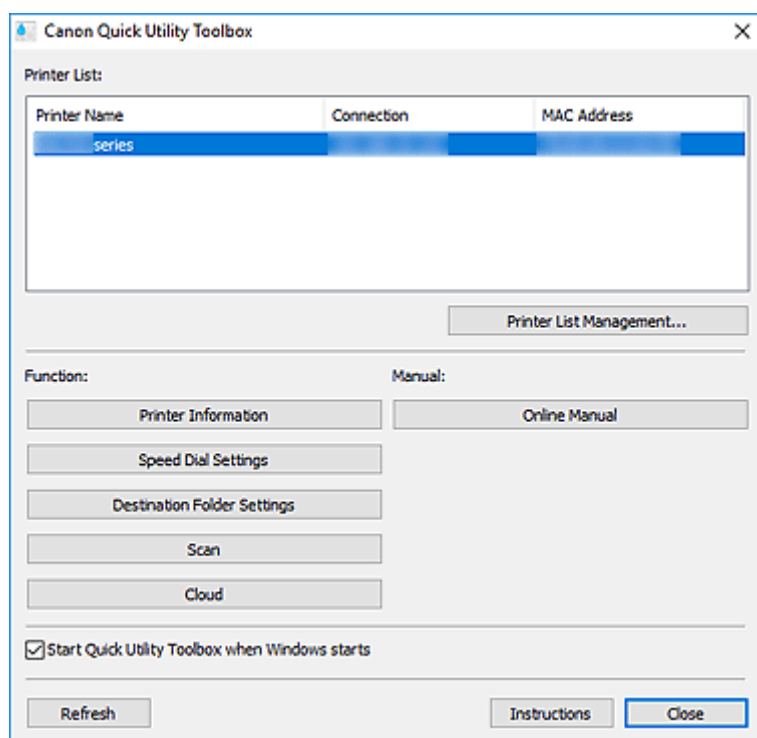 Canon Quick Utility Toolbox
Printer List:
Printer Name Connection MAC Address
series
Printer List Management...
Function: Manual:
Printer Information Online Manual
Speed Dial Settings
Destination Folder Settings
Scan
Cloud
Start Quick Utility Toolbox when Windows starts
Refresh Instructions Close